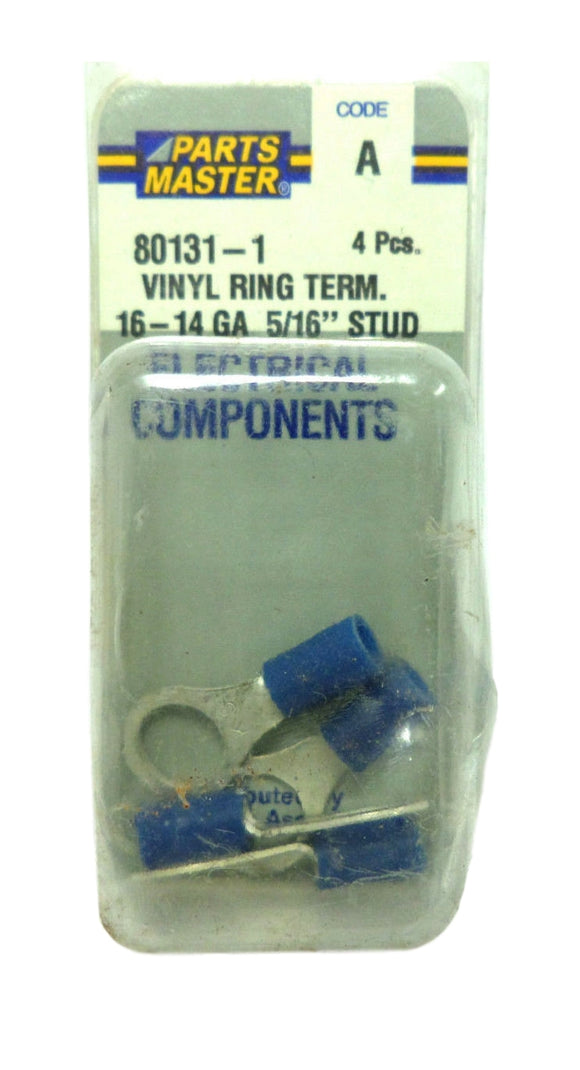 CODE
A
PARTS
MASTER®
80131-1 4 Pcs.
VINYL RING TERM.
16-14 GA 5/16" STUD
ELECTRICAL
COMPONENTS